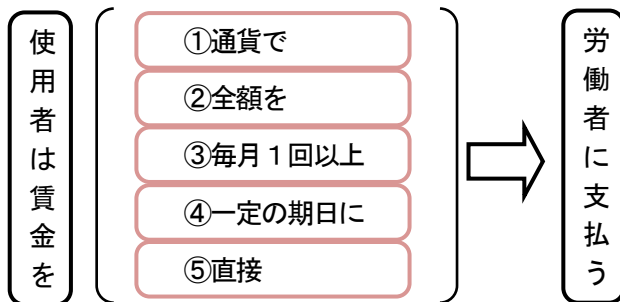 使用者は賃金を
①通貨で
②全額を
③毎月１回以上
④一定の期日に
⑤直接
労働者に支払う